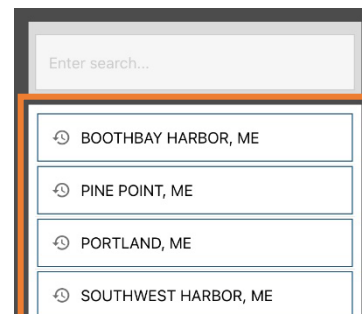 Enter search...
BOOTHBAY HARBOR, ME
PINE POINT, ME
PORTLAND, ME
SOUTHWEST HARBOR, ME